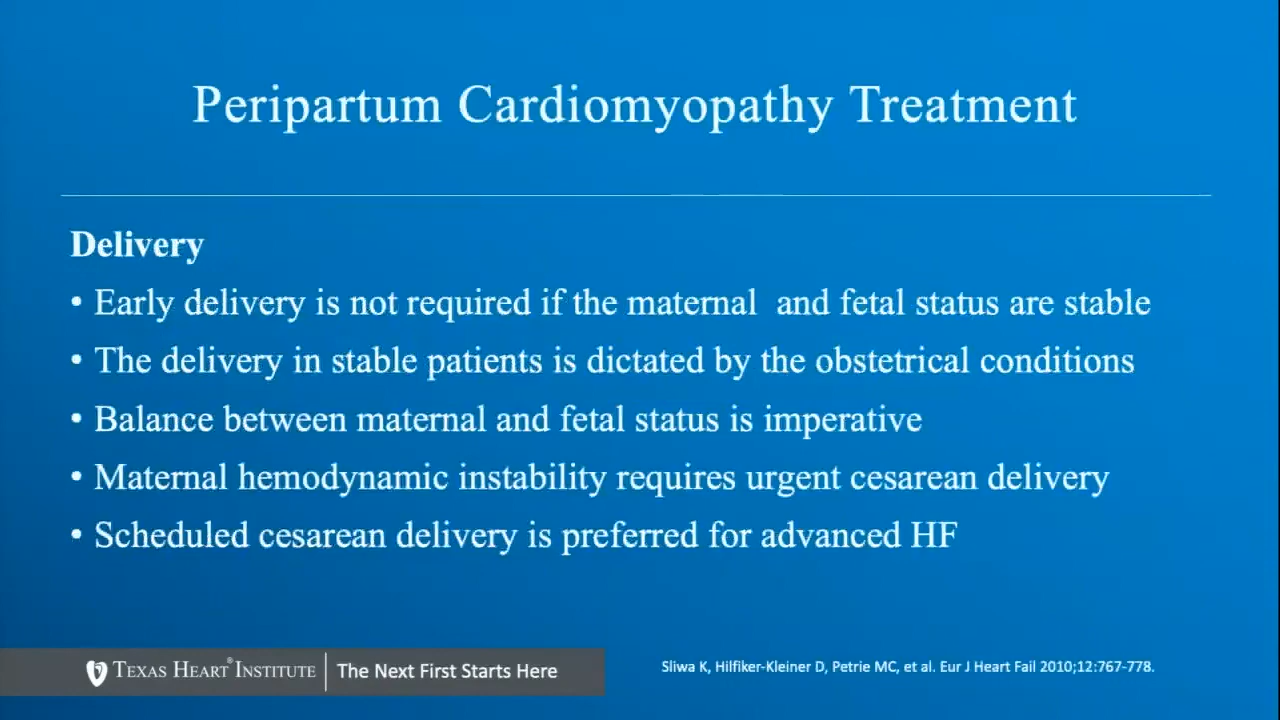 Peripartum Cardiomyopathy Treatment
Delivery
• Early delivery is not required if the maternal and fetal status are stable
• The delivery in stable patients is dictated by the obstetrical conditions
• Balance between maternal and fetal status is imperative
• Maternal hemodynamic instability requires urgent cesarean delivery
• Scheduled cesarean delivery is preferred for advanced HF
TEXAS HEART® INSTITUTE | The Next First Starts Here
Sliwa K, Hilfiker-Kleiner D, Petrie MC, et al. Eur J Heart Fail 2010;12:767-778.